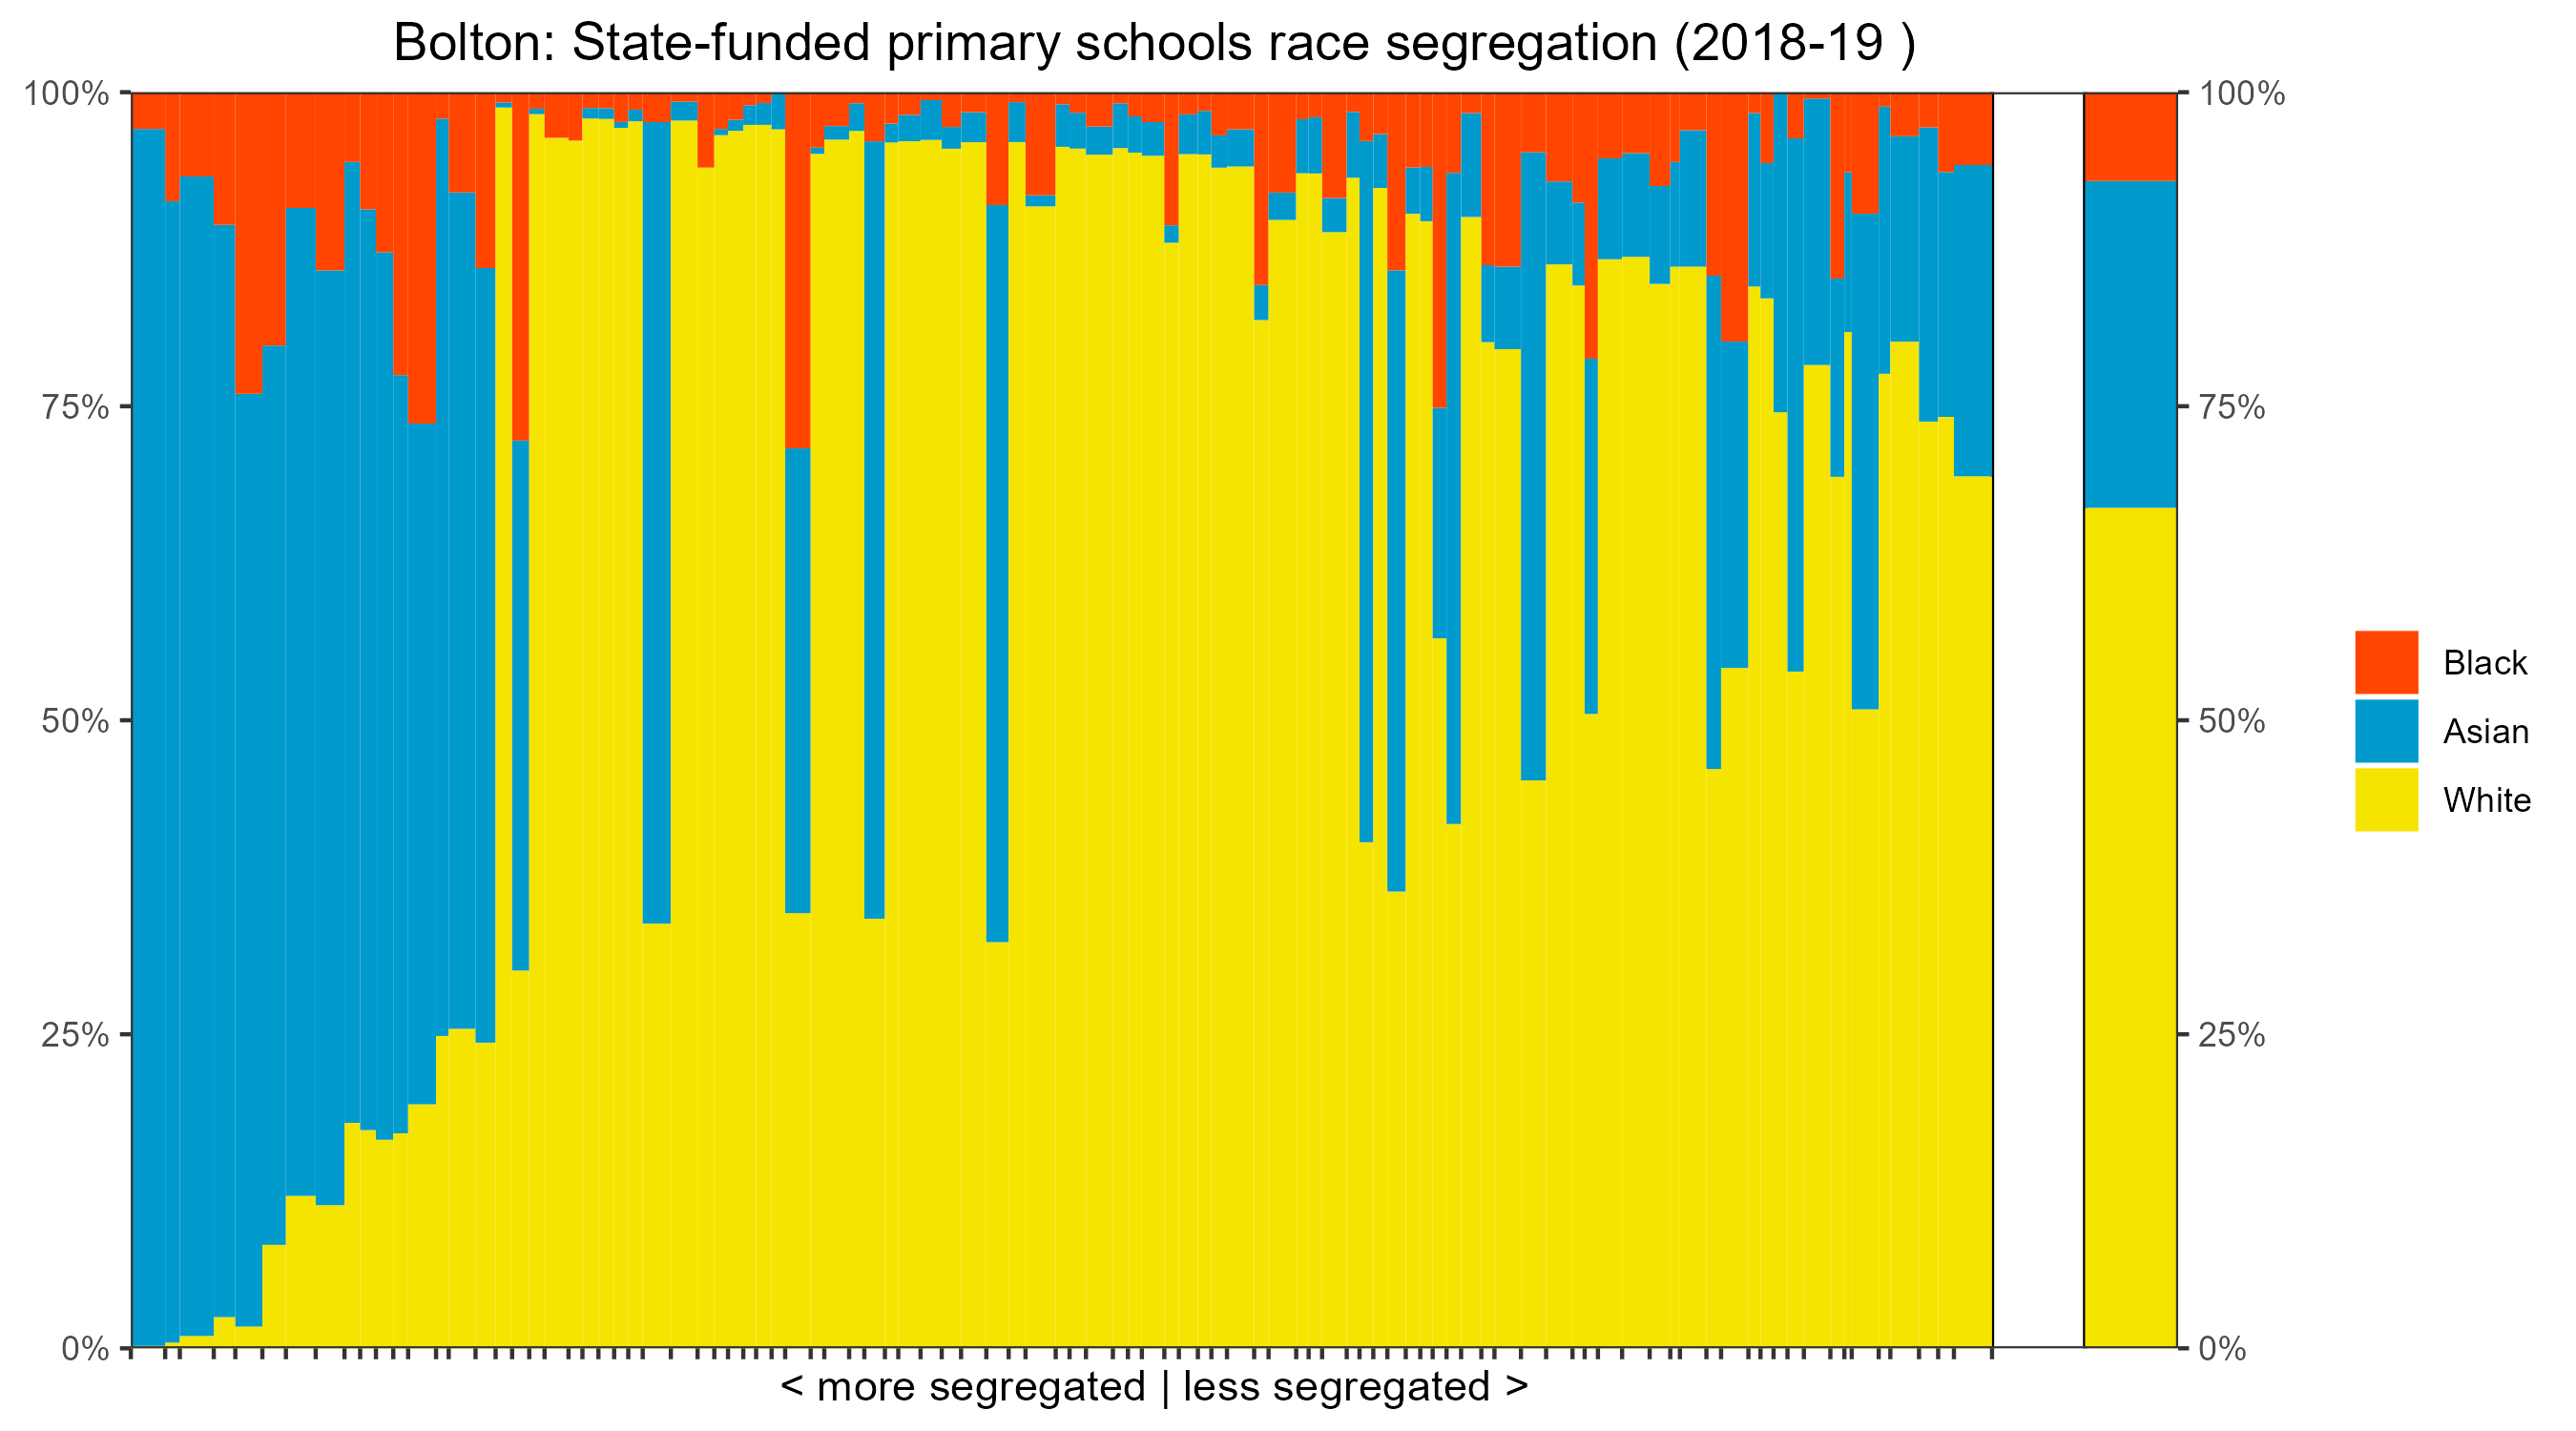 Bolton: State-funded primary schools race segregation (2018-19 )
100%
75%
50%
25%
0%
100%
75%
50%
25%
0%
Black
Asian
White
< more segregated | less segregated >